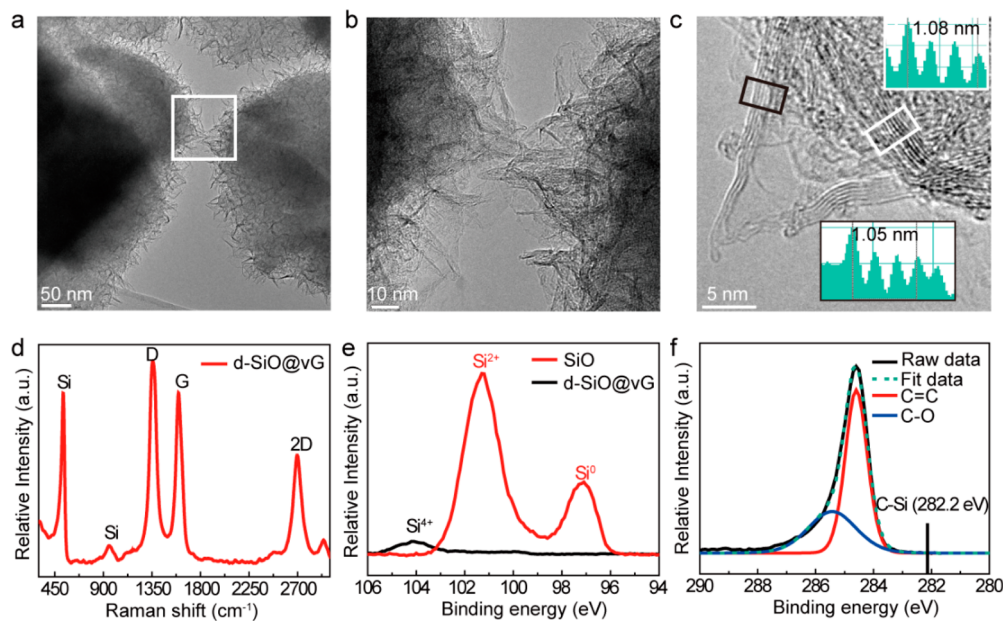 a
50 nm
b
10 nm
c
1.08 nm
1.05 nm
5 nm
d
d-SiO@vG
Si
Si
D
G
2D
Relative Intensity (a.u.)
450 900 1350 1800 2250 2700
Raman shift (cm⁻¹)
e
SiO
d-SiO@vG
Si²⁺
Si⁰
Si⁴⁺
Relative Intensity (a.u.)
106 104 102 100 98 96 94
Binding energy (eV)
f
Raw data
Fit data
C=C
C-O
C-Si (282.2 eV)
Relative Intensity (a.u.)
290 288 286 284 282 280
Binding energy (eV)